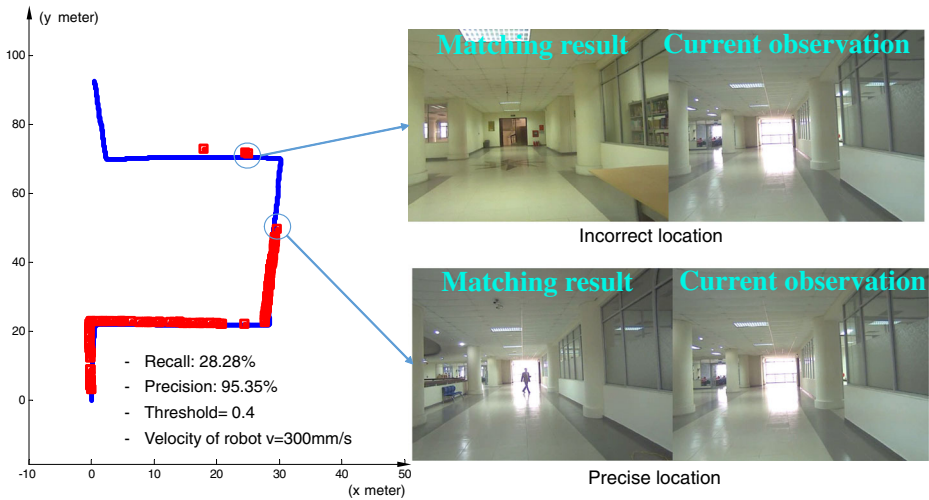 (y meter)
100
80
60
40
20
0
-10
0
10
20
30
40
50
(x meter)
- Recall: 28.28%
- Precision: 95.35%
- Threshold= 0.4
- Velocity of robot v=300mm/s
Matching result
Current observation
Incorrect location
Matching result
Current observation
Precise location